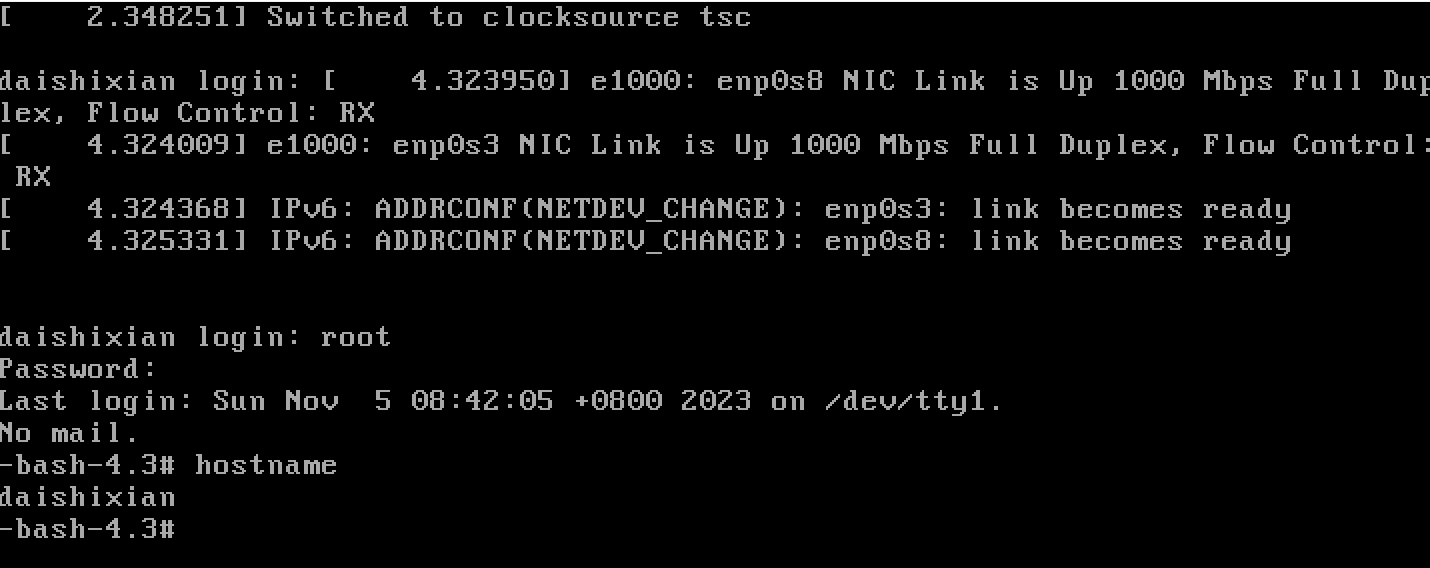 [    2.348251] Switched to clocksource tsc
daishixian login: [    4.323950] e1000: enp0s8 NIC Link is Up 1000 Mbps Full Dup
lex, Flow Control: RX
[    4.324009] e1000: enp0s3 NIC Link is Up 1000 Mbps Full Duplex, Flow Control:
 RX
[    4.324368] IPv6: ADDRCONF(NETDEV_CHANGE): enp0s3: link becomes ready
[    4.325331] IPv6: ADDRCONF(NETDEV_CHANGE): enp0s8: link becomes ready
daishixian login: root
Password:
Last login: Sun Nov  5 08:42:05 +0800 2023 on /dev/tty1.
No mail.
-bash-4.3# hostname
daishixian
-bash-4.3#